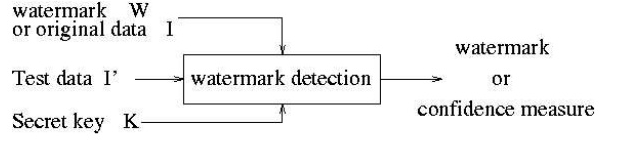 watermark W
or original data I
Test data I’
watermark detection
Secret key K
watermark
or
confidence measure